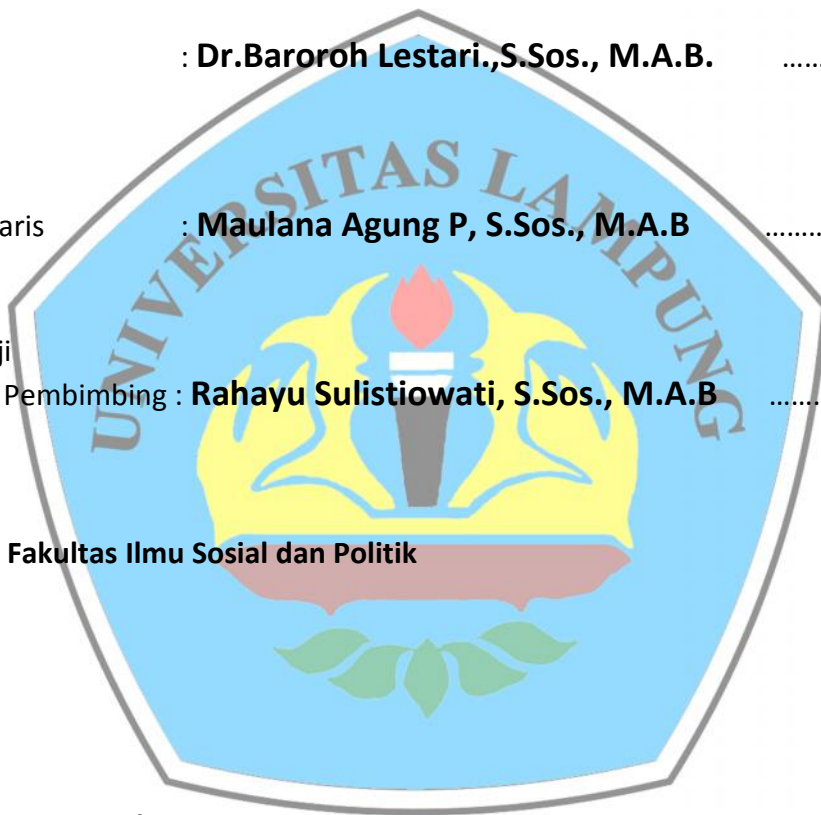 : Dr.Baroroh Lestari.,S.Sos., M.A.B. ......
aris : Maulana Agung P, S.Sos., M.A.B ........
ji
Pembimbing : Rahayu Sulistiowati, S.Sos., M.A.B .......
Fakultas Ilmu Sosial dan Politik
UNIVERSITAS LAMPUNG